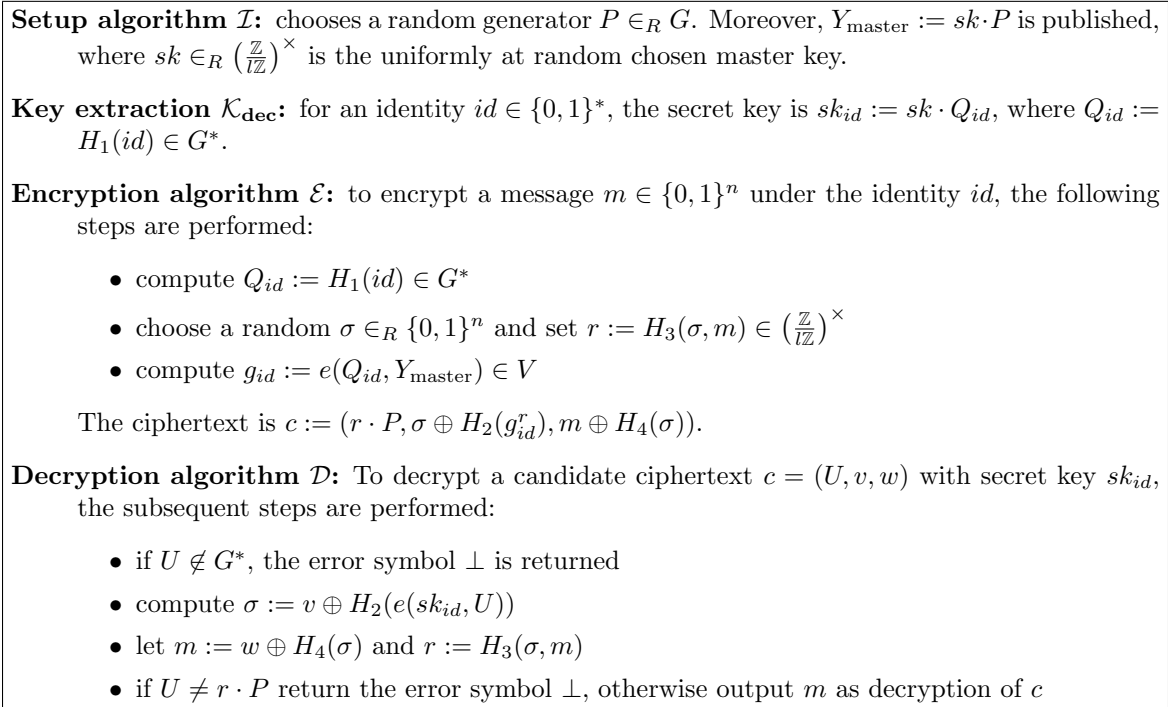 Setup algorithm 𝓘: chooses a random generator P ∈_R G. Moreover, Y_master := sk·P is published,
where sk ∈_R (ℤ/lℤ)^× is the uniformly at random chosen master key.
Key extraction 𝓚_dec: for an identity id ∈ {0, 1}*, the secret key is sk_id := sk · Q_id, where Q_id :=
H_1(id) ∈ G*.
Encryption algorithm 𝓔: to encrypt a message m ∈ {0, 1}^n under the identity id, the following
steps are performed:
• compute Q_id := H_1(id) ∈ G*
• choose a random σ ∈_R {0, 1}^n and set r := H_3(σ, m) ∈ (ℤ/lℤ)^×
• compute g_id := e(Q_id, Y_master) ∈ V
The ciphertext is c := (r · P, σ ⊕ H_2(g_id^r), m ⊕ H_4(σ)).
Decryption algorithm 𝓓: To decrypt a candidate ciphertext c = (U, v, w) with secret key sk_id,
the subsequent steps are performed:
• if U ∉ G*, the error symbol ⊥ is returned
• compute σ := v ⊕ H_2(e(sk_id, U))
• let m := w ⊕ H_4(σ) and r := H_3(σ, m)
• if U ≠ r · P return the error symbol ⊥, otherwise output m as decryption of c